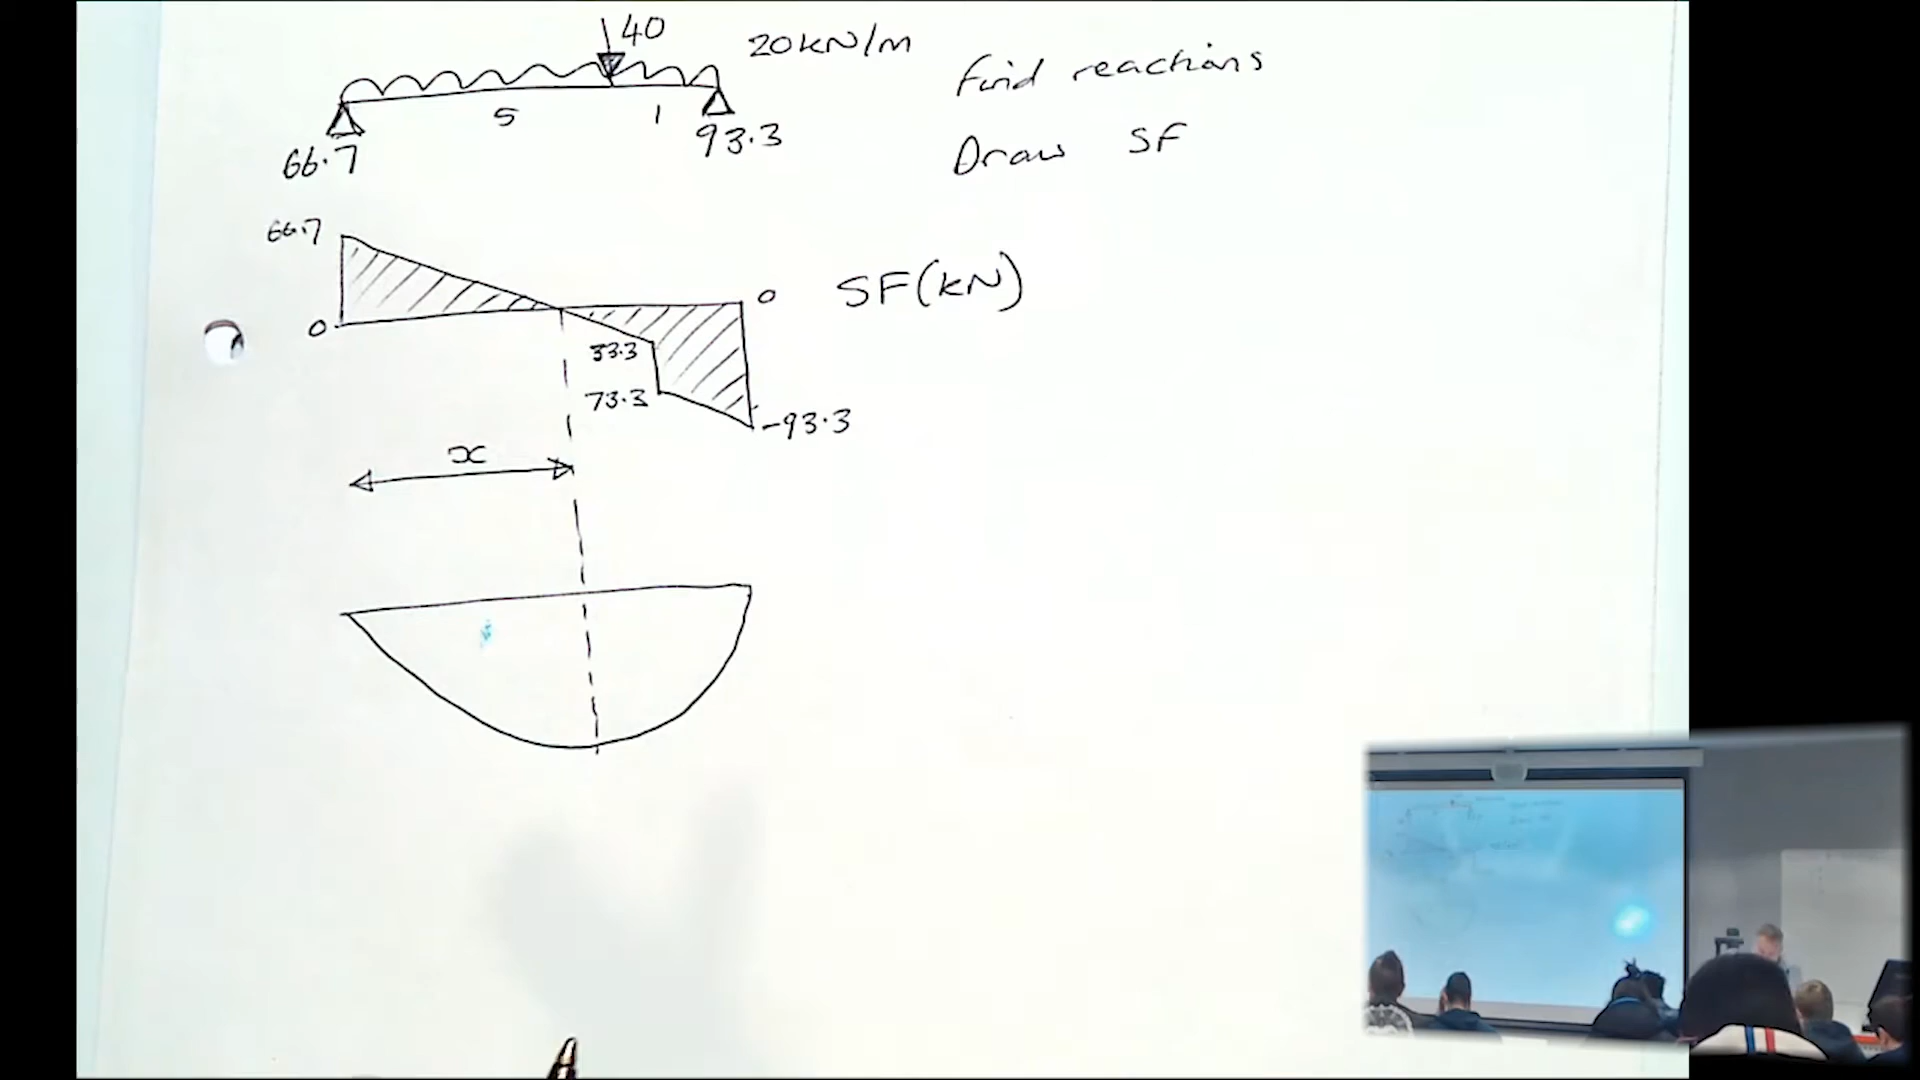 40
20kN/m
5
1
66.7
93.3
Find reactions
Draw SF
66.7
0
0
SF(kN)
33.3
73.3
-93.3
x